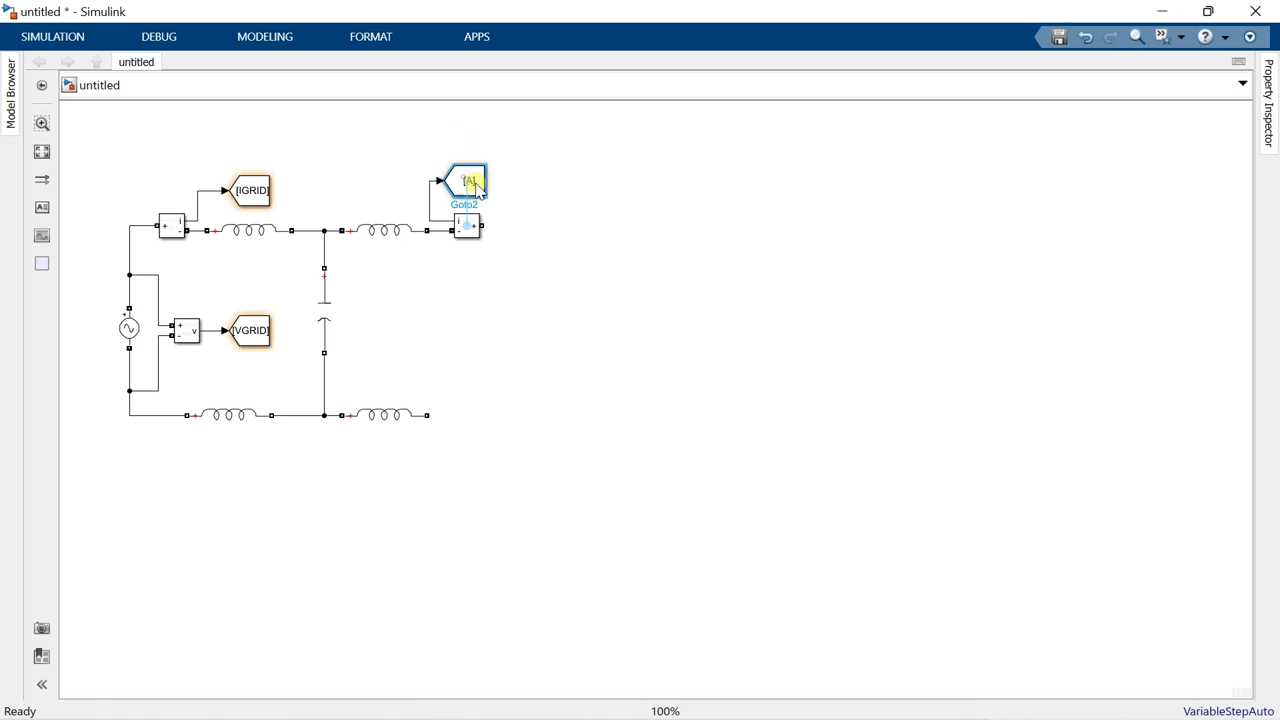 untitled * - Simulink
SIMULATION DEBUG MODELING FORMAT APPS
untitled
untitled
Model Browser
Property Inspector
[IGRID]
[A]
Goto2
+ i -
i - +
[VGRID]
+ - v
Ready 100% VariableStepAuto